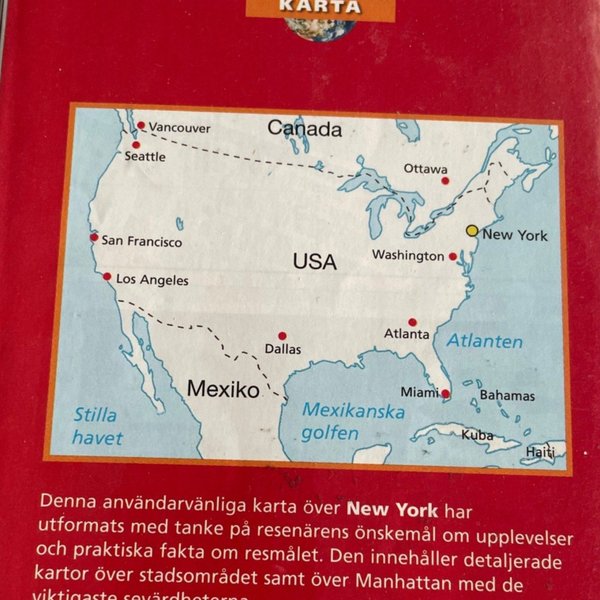 KARTA
Vancouver
Canada
Seattle
Ottawa
New York
San Francisco
USA
Washington
Los Angeles
Atlanta
Atlanten
Dallas
Mexiko
Miami
Bahamas
Stilla
havet
Mexikanska
golfen
Kuba
Haiti
Denna användarvänliga karta över New York har
utformats med tanke på resenärens önskemål om upplevelser
och praktiska fakta om resmålet. Den innehåller detaljerade
kartor över stadsområdet samt över Manhattan med de
viktigaste sevärdheterna